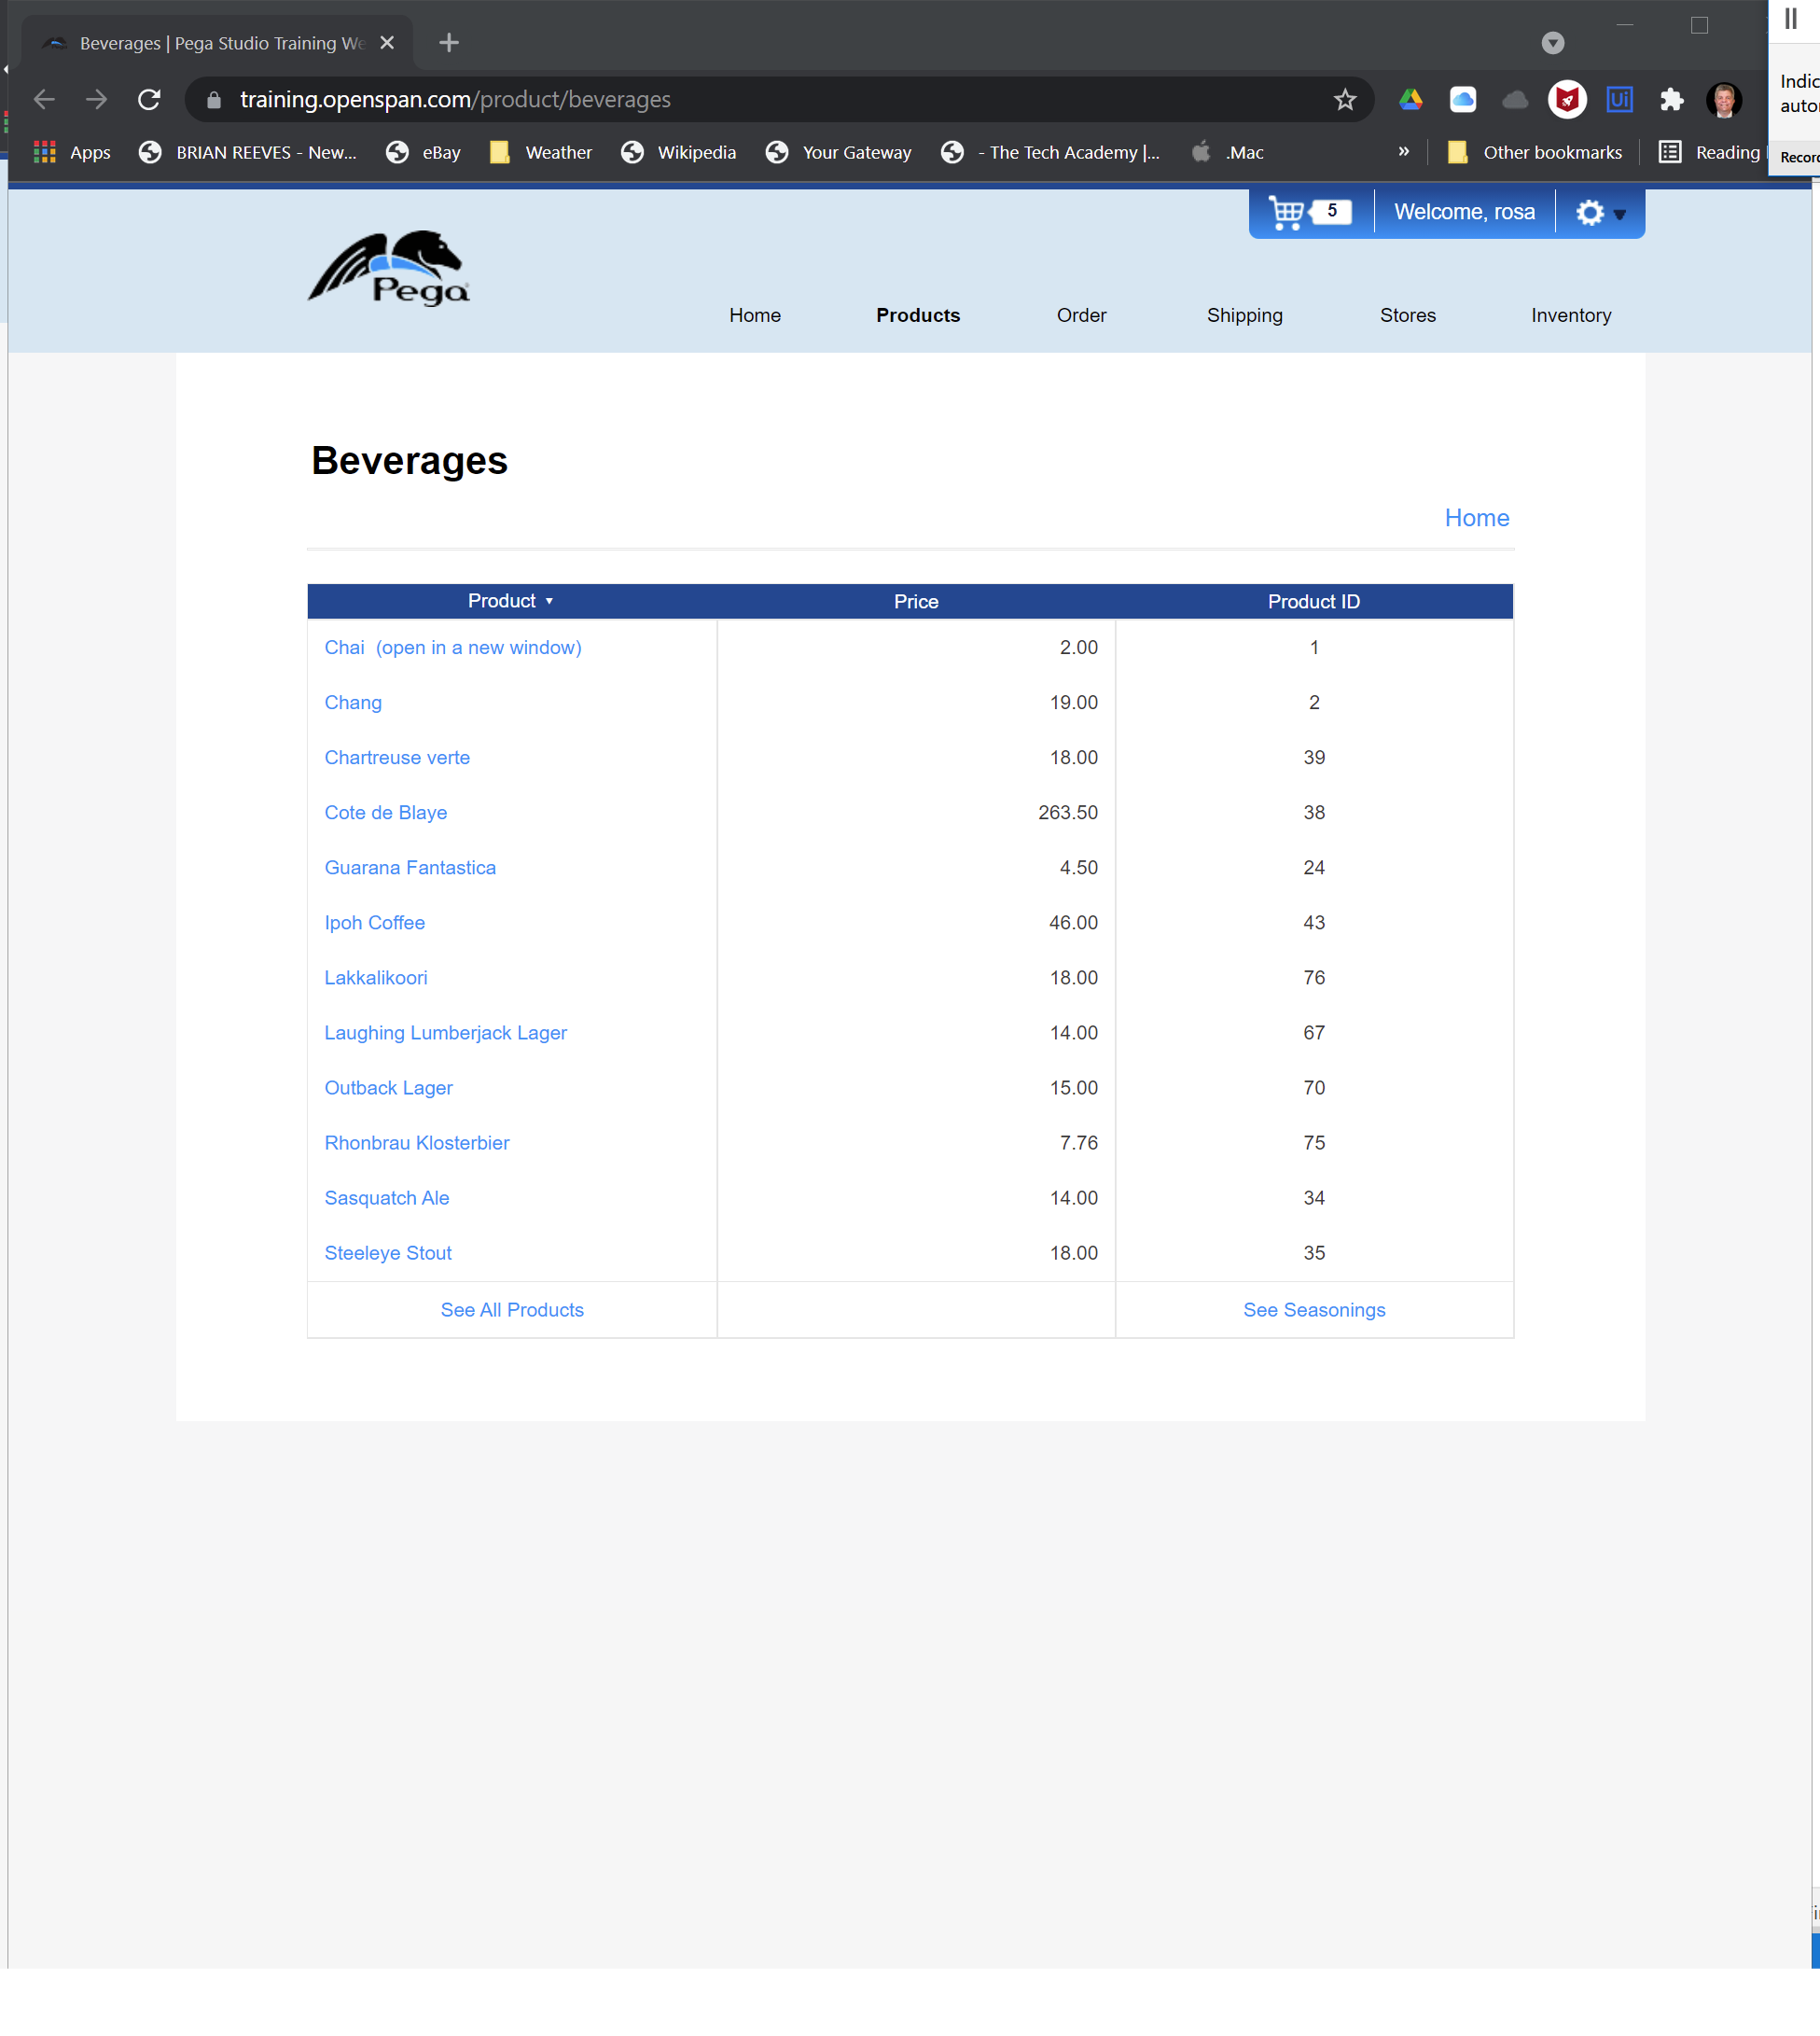 Beverages | Pega Studio Training We
training.openspan.com/product/beverages
Indic
autor
Apps BRIAN REEVES - New... eBay Weather Wikipedia Your Gateway - The Tech Academy |... .Mac » Other bookmarks Reading
Record
5 Welcome, rosa
Pega
Home Products Order Shipping Stores Inventory
Beverages
Home
Product Price Product ID
Chai (open in a new window) 2.00 1
Chang 19.00 2
Chartreuse verte 18.00 39
Cote de Blaye 263.50 38
Guarana Fantastica 4.50 24
Ipoh Coffee 46.00 43
Lakkalikoori 18.00 76
Laughing Lumberjack Lager 14.00 67
Outback Lager 15.00 70
Rhonbrau Klosterbier 7.76 75
Sasquatch Ale 14.00 34
Steeleye Stout 18.00 35
See All Products See Seasonings